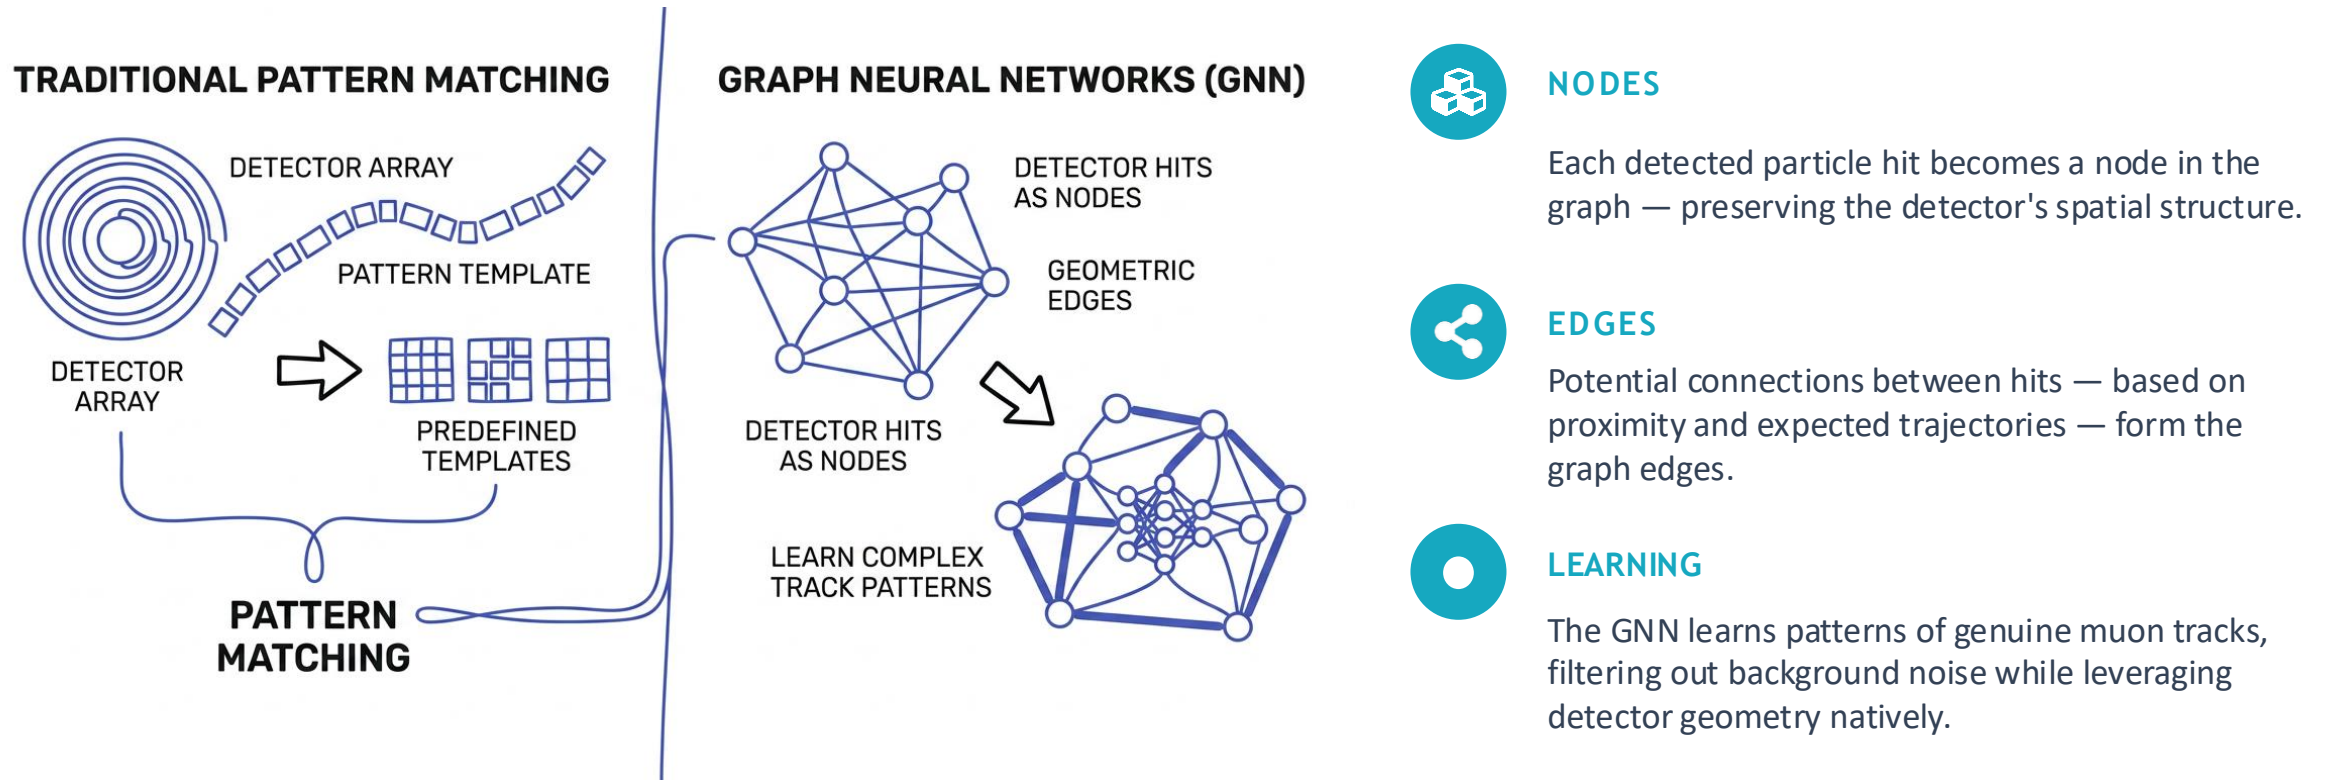 TRADITIONAL PATTERN MATCHING
DETECTOR ARRAY
PATTERN TEMPLATE
DETECTOR
ARRAY
PREDEFINED
TEMPLATES
PATTERN
MATCHING
GRAPH NEURAL NETWORKS (GNN)
DETECTOR HITS
AS NODES
GEOMETRIC
EDGES
DETECTOR HITS
AS NODES
LEARN COMPLEX
TRACK PATTERNS
NODES
Each detected particle hit becomes a node in the
graph — preserving the detector's spatial structure.
EDGES
Potential connections between hits — based on
proximity and expected trajectories — form the
graph edges.
LEARNING
The GNN learns patterns of genuine muon tracks,
filtering out background noise while leveraging
detector geometry natively.